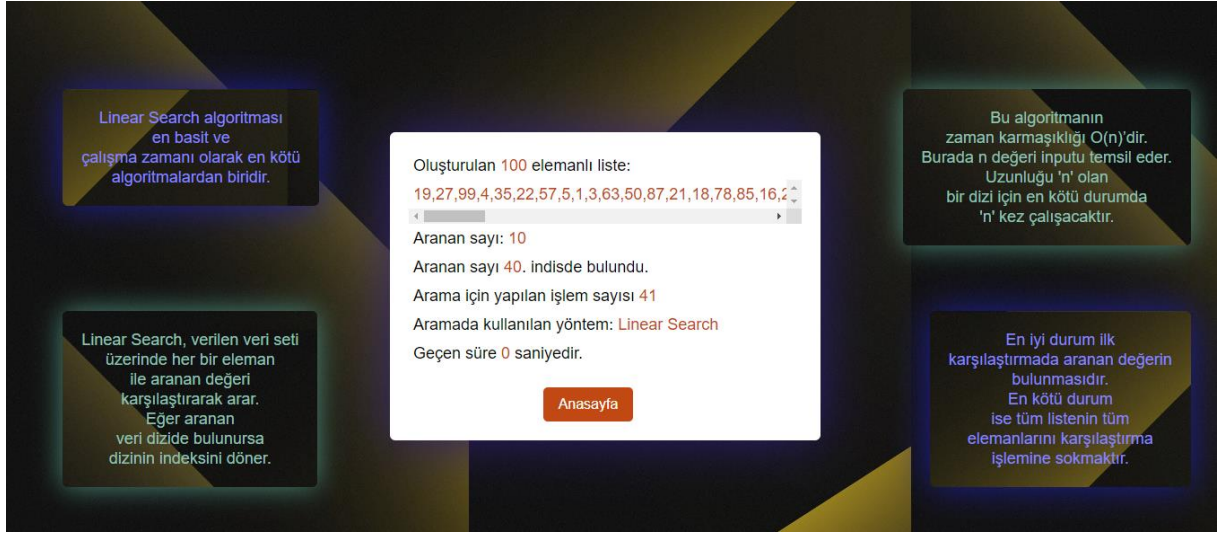 Linear Search algoritması
en basit ve
çalışma zamanı olarak en kötü
algoritmalardan biridir.
Linear Search, verilen veri seti
üzerinde her bir eleman
ile aranan değeri
karşılaştırarak arar.
Eğer aranan
veri dizide bulunursa
dizinin indeksini döner.
Oluşturulan 100 elemanlı liste:
19,27,99,4,35,22,57,5,1,3,63,50,87,21,18,78,85,16,
Aranan sayı: 10
Aranan sayı 40. indisde bulundu.
Arama için yapılan işlem sayısı 41
Aramada kullanılan yöntem: Linear Search
Geçen süre 0 saniyedir.
Anasayfa
Bu algoritmanın
zaman karmaşıklığı O(n)'dir.
Burada n değeri inputu temsil eder.
Uzunluğu 'n' olan
bir dizi için en kötü durumda
'n' kez çalışacaktır.
En iyi durum ilk
karşılaştırmada aranan değerin
bulunmasıdır.
En kötü durum
ise tüm listenin tüm
elemanlarını karşılaştırma
işlemine sokmaktır.